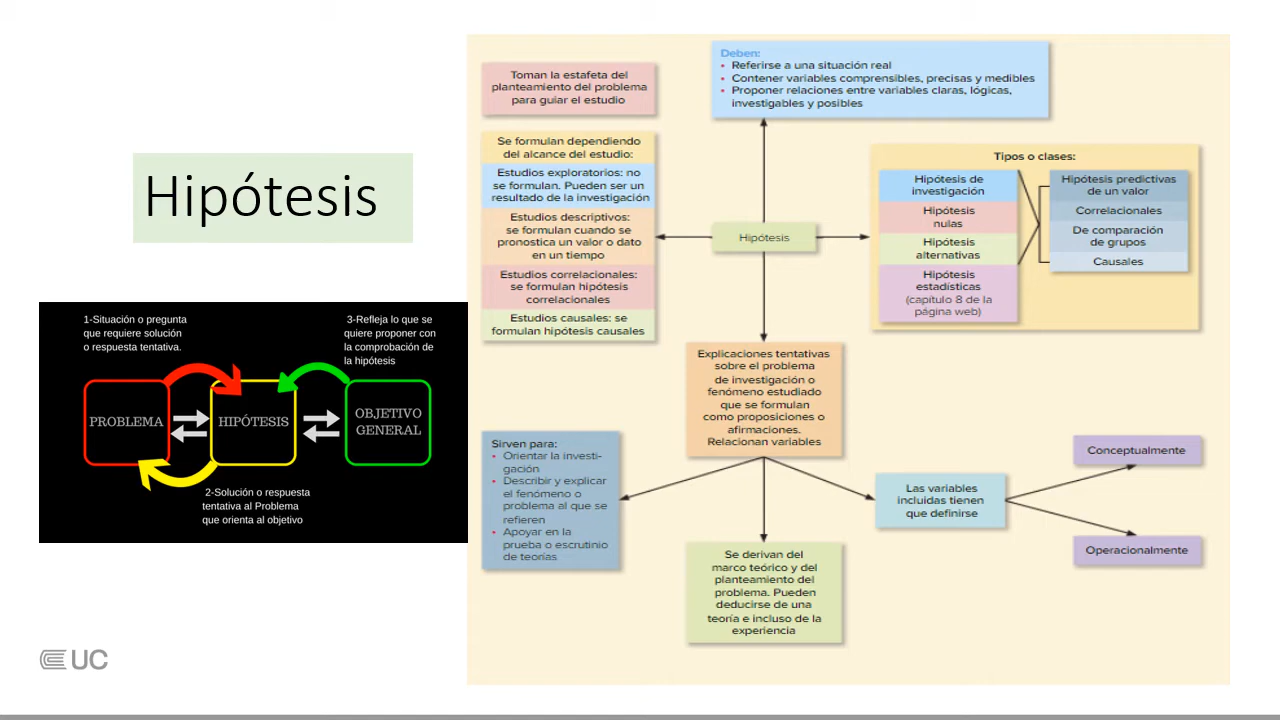 Hipótesis
1-Situación o pregunta
que requiere solución
o respuesta tentativa.
3-Refleja lo que se
quiere proponer con
la comprobación de
la hipótesis
PROBLEMA
HIPÓTESIS
OBJETIVO
GENERAL
2-Solución o respuesta
tentativa al Problema
que orienta al objetivo
UC
Toman la estafeta del
planteamiento del problema
para guiar el estudio
Deben:
• Referirse a una situación real
• Contener variables comprensibles, precisas y medibles
• Proponer relaciones entre variables claras, lógicas,
investigables y posibles
Se formulan dependiendo
del alcance del estudio:
Estudios exploratorios: no
se formulan. Pueden ser un
resultado de la investigación
Estudios descriptivos:
se formulan cuando se
pronostica un valor o dato
en un tiempo
Estudios correlacionales:
se formulan hipótesis
correlacionales
Estudios causales: se
formulan hipótesis causales
Hipótesis
Tipos o clases:
Hipótesis de
investigación
Hipótesis
nulas
Hipótesis
alternativas
Hipótesis
estadísticas
(capítulo 8 de la
página web)
Hipótesis predictivas
de un valor
Correlacionales
De comparación
de grupos
Causales
Explicaciones tentativas
sobre el problema
de investigación o
fenómeno estudiado
que se formulan
como proposiciones o
afirmaciones.
Relacionan variables
Sirven para:
• Orientar la investi-
gación
• Describir y explicar
el fenómeno o
problema al que se
refieren
• Apoyar en la
prueba o escrutinio
de teorías
Se derivan del
marco teórico y del
planteamiento del
problema. Pueden
deducirse de una
teoría e incluso de la
experiencia
Las variables
incluidas tienen
que definirse
Conceptualmente
Operacionalmente